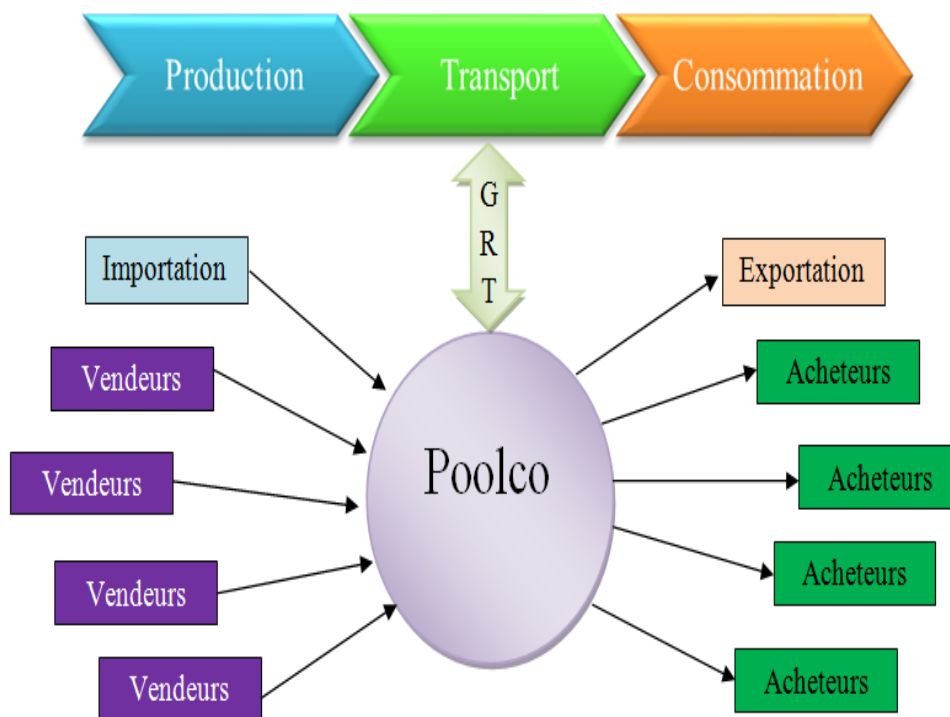 Production Transport Consommation
G
R
T
Importation Exportation
Vendeurs Acheteurs
Poolco
Vendeurs Acheteurs
Vendeurs Acheteurs
Vendeurs Acheteurs